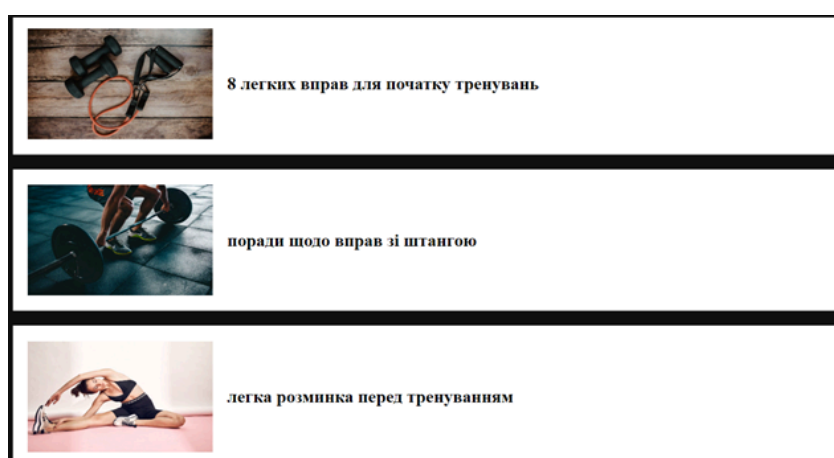 8 легких вправ для початку тренувань
поради щодо вправ зі штангою
легка розминка перед тренуванням